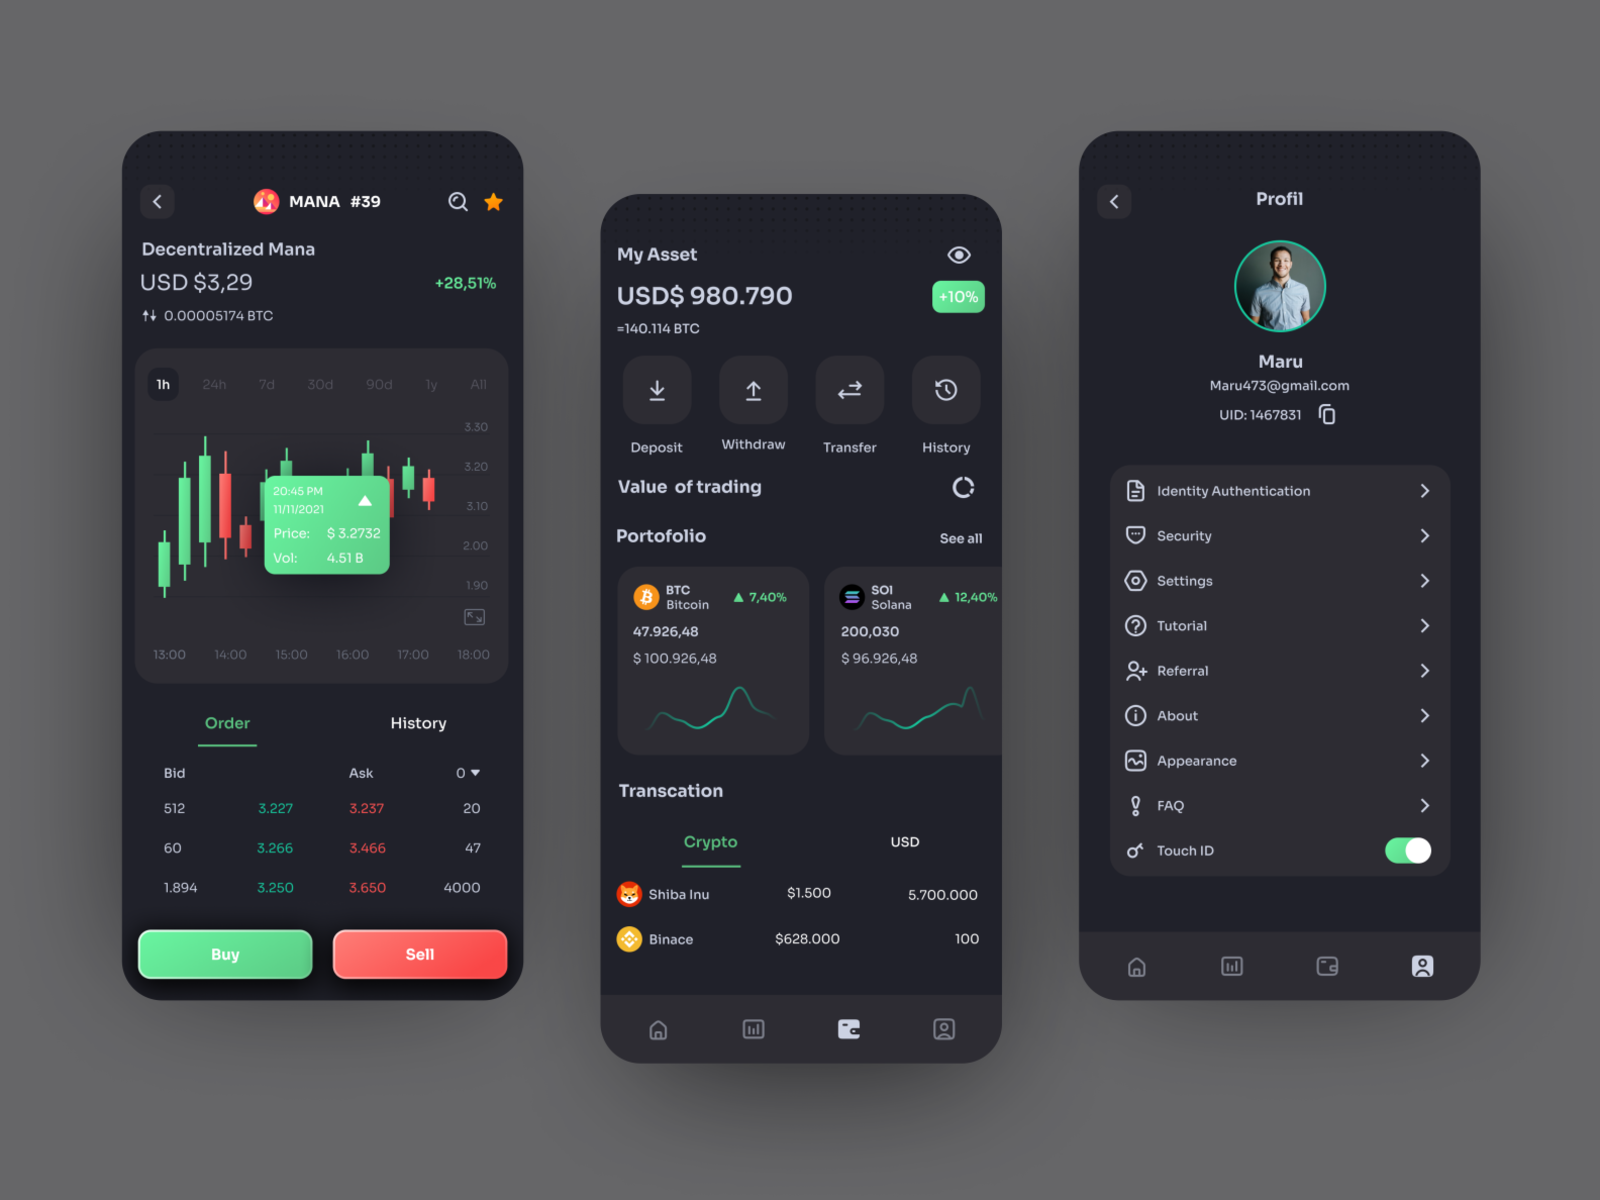 MANA #39
Decentralized Mana
USD $3,29
+28,51%
0.00005174 BTC
1h 24h 7d 30d 90d 1y All
3.30
3.20
3.10
2.00
1.90
20:45 PM
11/11/2021
Price: $ 3.2732
Vol: 4.51 B
13:00 14:00 15:00 16:00 17:00 18:00
Order History
Bid Ask 0
512 3.227 3.237 20
60 3.266 3.466 47
1.894 3.250 3.650 4000
Buy Sell
My Asset
USD$ 980.790
+10%
=140.114 BTC
Deposit Withdraw Transfer History
Value of trading
Portofolio See all
BTC
Bitcoin
7,40%
47.926,48
$ 100.926,48
SOI
Solana
12,40%
200,030
$ 96.926,48
Transcation
Crypto USD
Shiba Inu $1.500 5.700.000
Binace $628.000 100
Profil
Maru
Maru473@gmail.com
UID: 1467831
Identity Authentication
Security
Settings
Tutorial
Referral
About
Appearance
FAQ
Touch ID